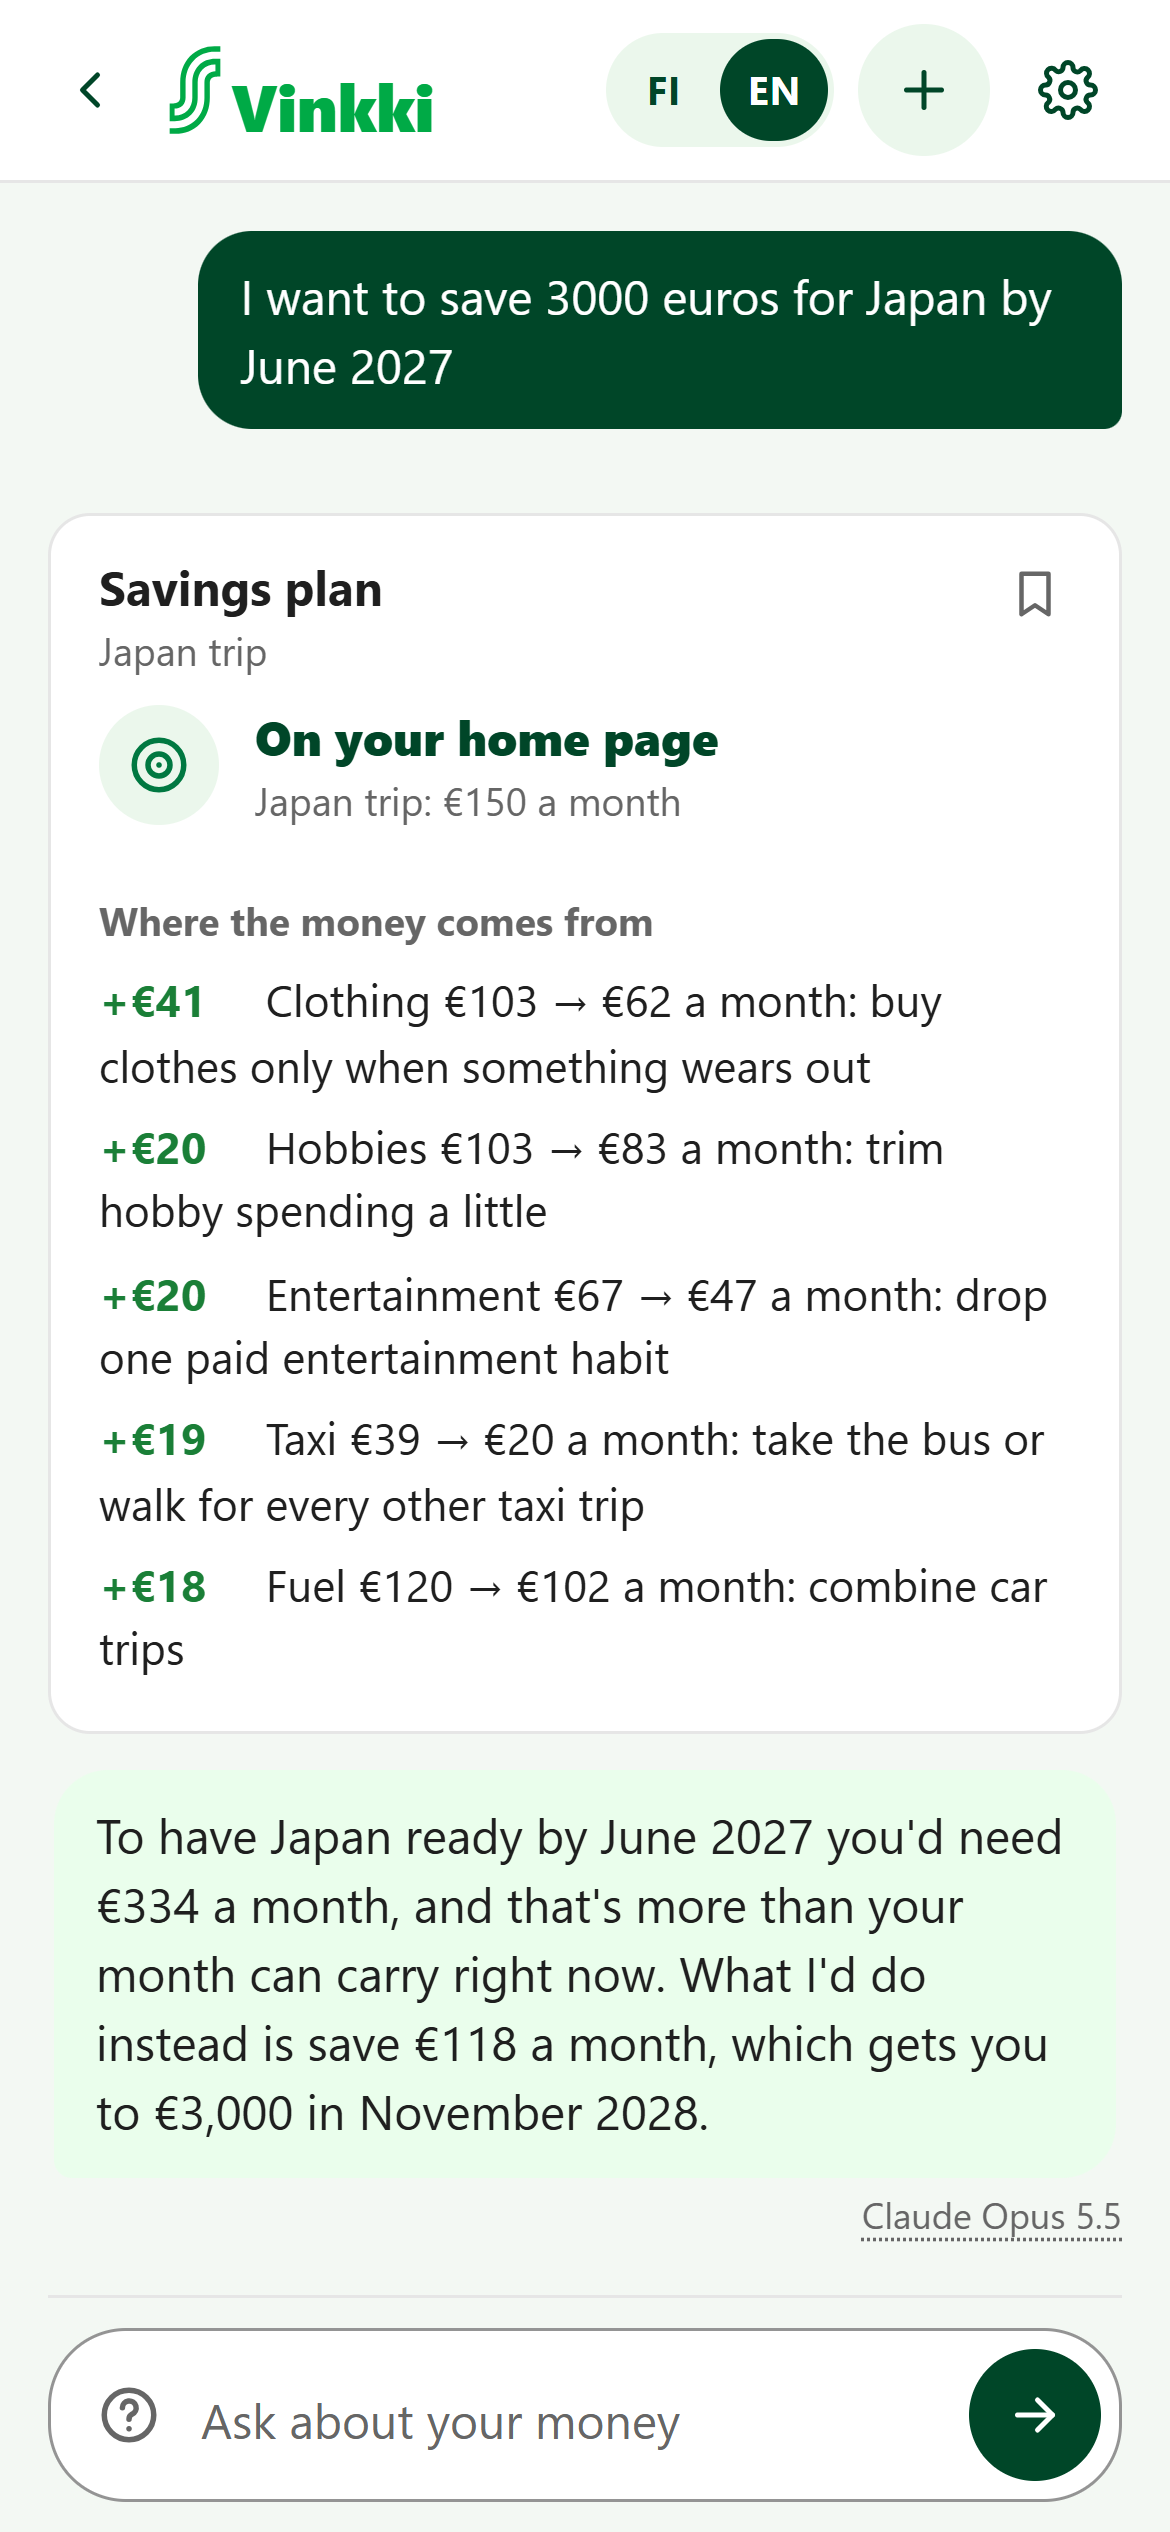 Vinkki
FI
EN
I want to save 3000 euros for Japan by
June 2027
Savings plan
Japan trip
On your home page
Japan trip: €150 a month
Where the money comes from
+€41 Clothing €103 → €62 a month: buy
clothes only when something wears out
+€20 Hobbies €103 → €83 a month: trim
hobby spending a little
+€20 Entertainment €67 → €47 a month: drop
one paid entertainment habit
+€19 Taxi €39 → €20 a month: take the bus or
walk for every other taxi trip
+€18 Fuel €120 → €102 a month: combine car
trips
To have Japan ready by June 2027 you'd need
€334 a month, and that's more than your
month can carry right now. What I'd do
instead is save €118 a month, which gets you
to €3,000 in November 2028.
Claude Opus 5.5
Ask about your money